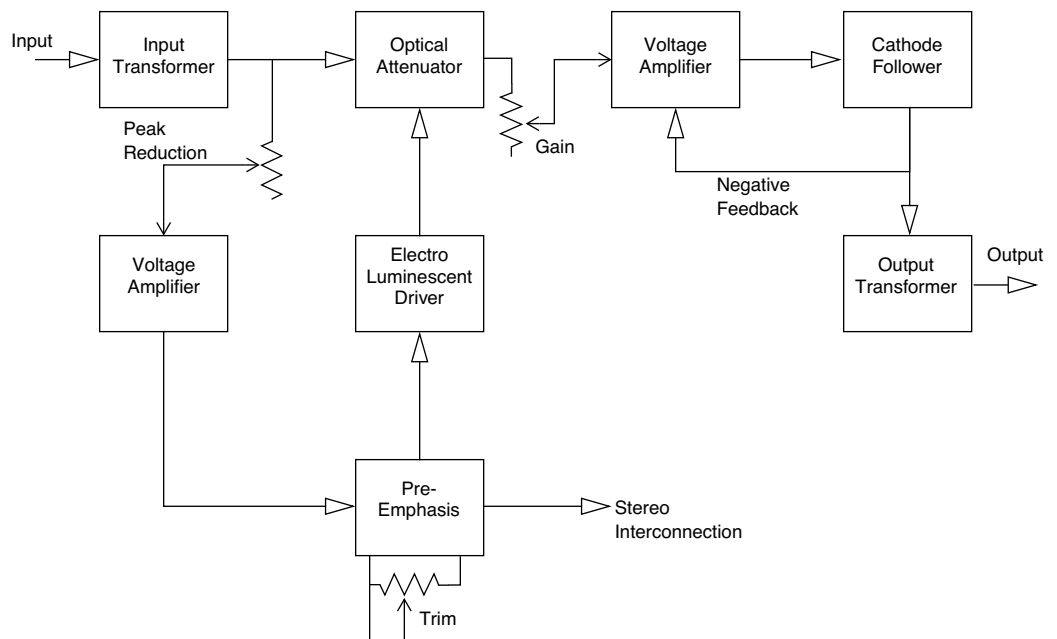 Input
Input
Transformer
Optical
Attenuator
Voltage
Amplifier
Cathode
Follower
Peak
Reduction
Gain
Negative
Feedback
Voltage
Amplifier
Electro
Luminescent
Driver
Output
Transformer
Output
Pre-
Emphasis
Stereo
Interconnection
Trim